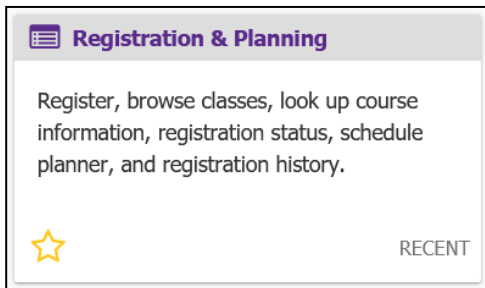 Registration & Planning
Register, browse classes, look up course
information, registration status, schedule
planner, and registration history.
RECENT